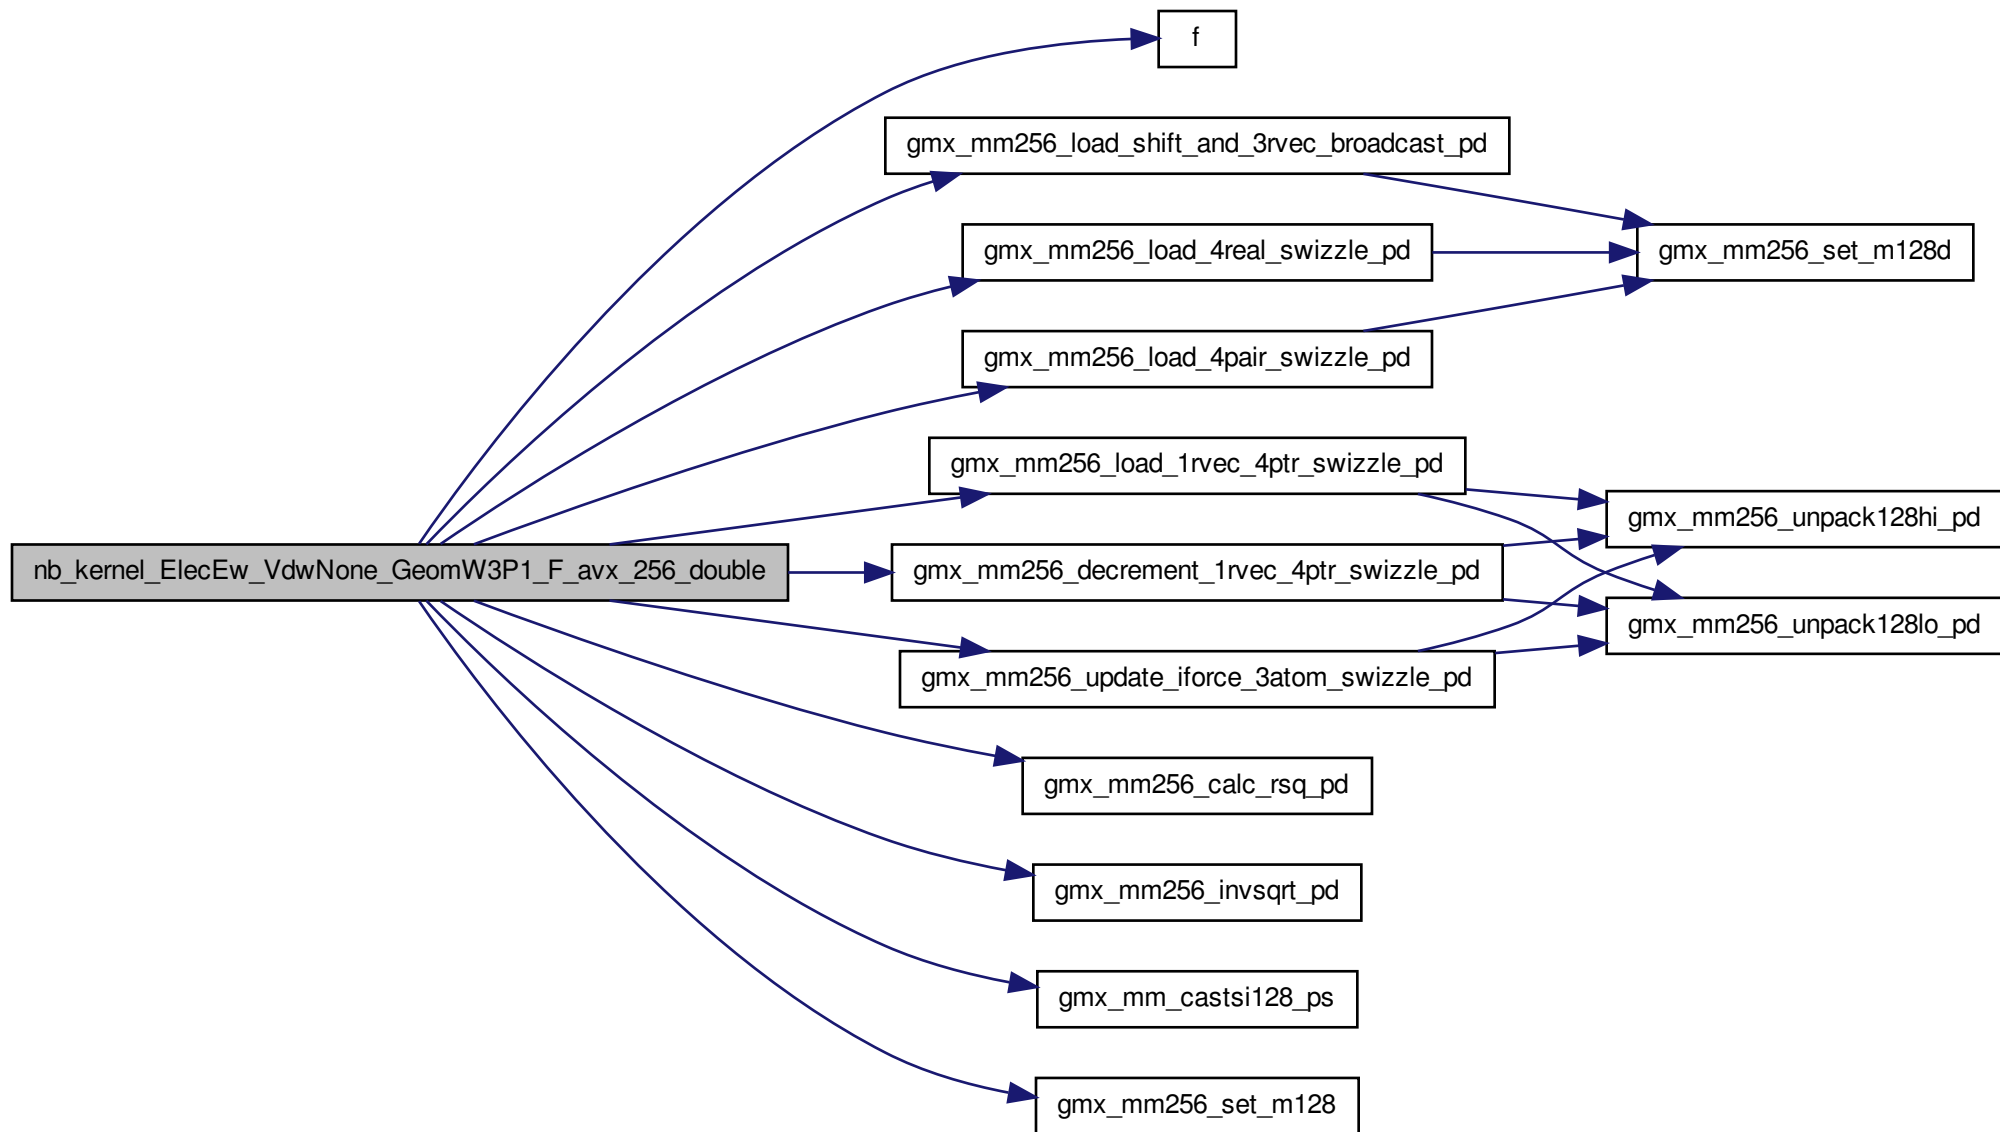 f
gmx_mm256_load_shift_and_3rvec_broadcast_pd
gmx_mm256_load_4real_swizzle_pd
gmx_mm256_set_m128d
gmx_mm256_load_4pair_swizzle_pd
gmx_mm256_load_1rvec_4ptr_swizzle_pd
gmx_mm256_unpack128hi_pd
nb_kernel_ElecEw_VdwNone_GeomW3P1_F_avx_256_double
gmx_mm256_decrement_1rvec_4ptr_swizzle_pd
gmx_mm256_unpack128lo_pd
gmx_mm256_update_iforce_3atom_swizzle_pd
gmx_mm256_calc_rsq_pd
gmx_mm256_invsqrt_pd
gmx_mm_castsi128_ps
gmx_mm256_set_m128